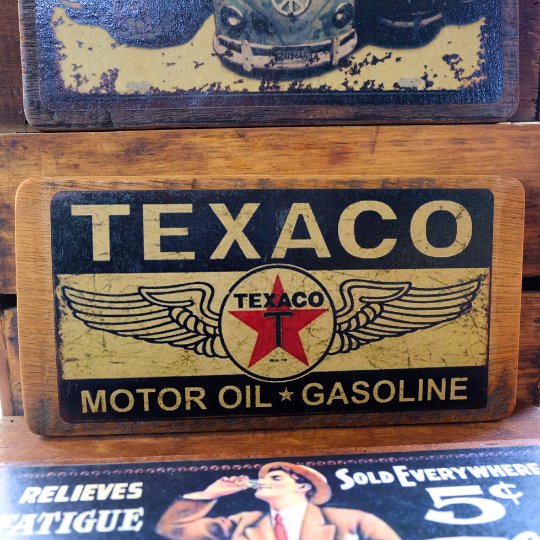 TEXACO
TEXACO
T
MOTOR OIL ★ GASOLINE
RELIEVES
FATIGUE
SOLD EVERYWHERE
5¢